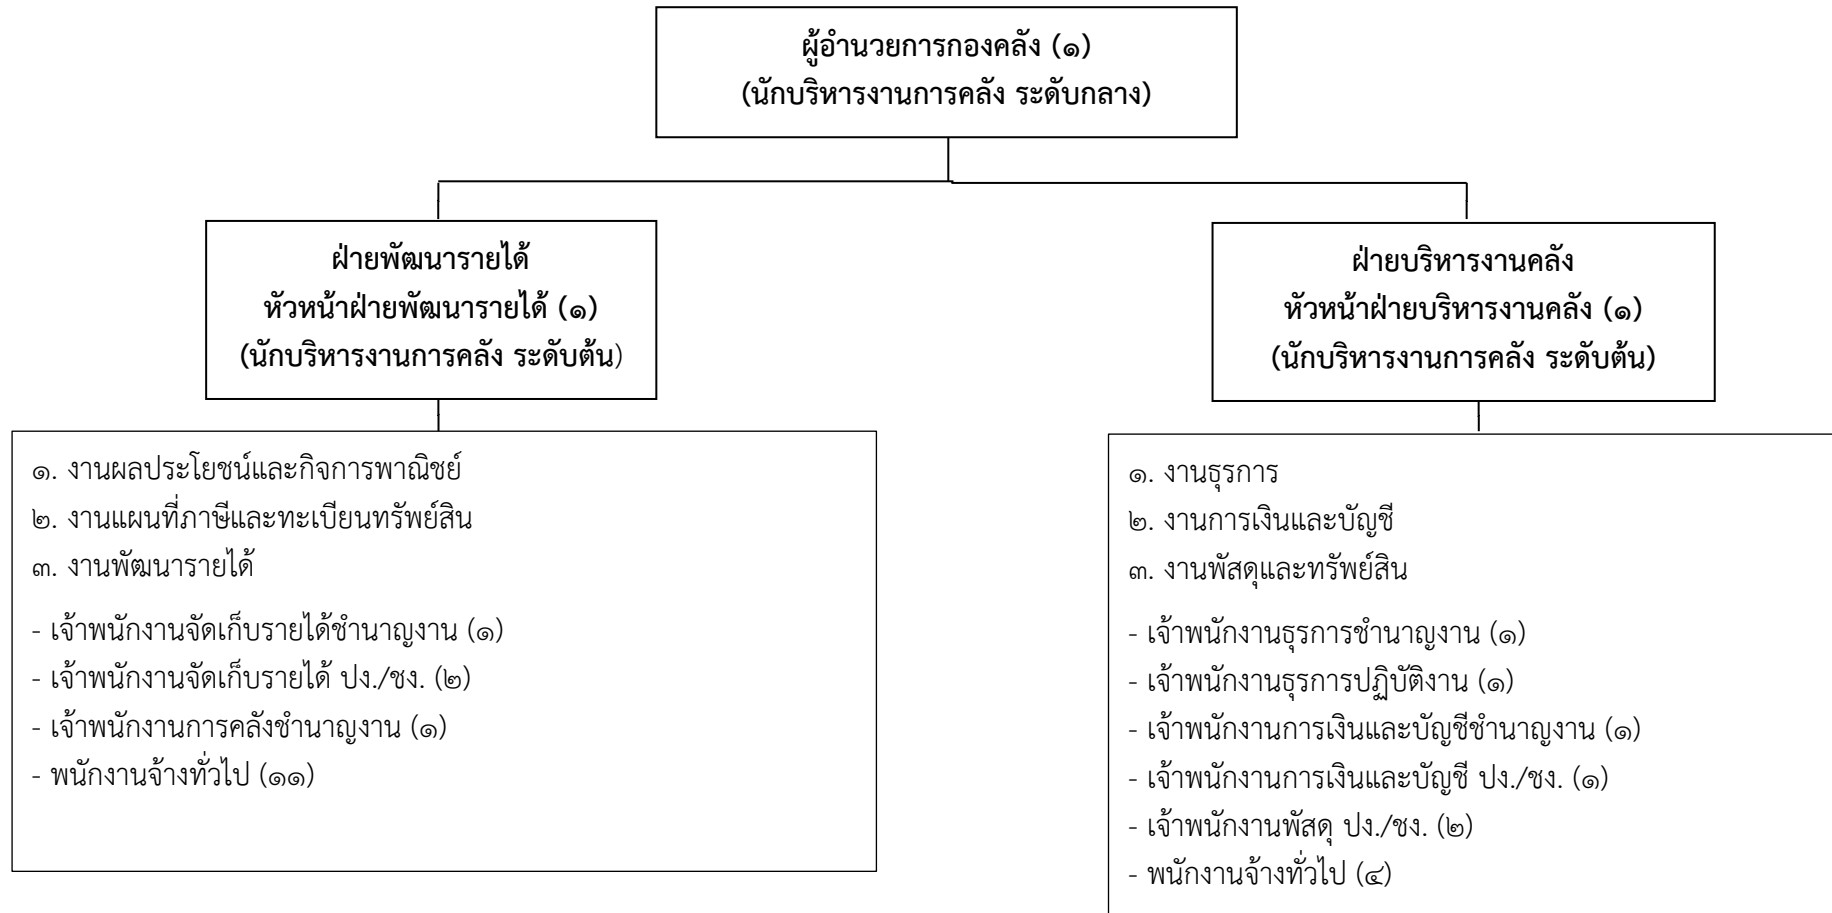 ผู้อำนวยการกองคลัง (๑)
(นักบริหารงานการคลัง ระดับกลาง)
ฝ่ายพัฒนารายได้
หัวหน้าฝ่ายพัฒนารายได้ (๑)
(นักบริหารงานการคลัง ระดับต้น)
๑. งานผลประโยชน์และกิจการพาณิชย์
๒. งานแผนที่ภาษีและทะเบียนทรัพย์สิน
๓. งานพัฒนารายได้
- เจ้าพนักงานจัดเก็บรายได้ชำนาญงาน (๑)
- เจ้าพนักงานจัดเก็บรายได้ ปง./ชง. (๒)
- เจ้าพนักงานการคลังชำนาญงาน (๑)
- พนักงานจ้างทั่วไป (๑๑)
ฝ่ายบริหารงานคลัง
หัวหน้าฝ่ายบริหารงานคลัง (๑)
(นักบริหารงานการคลัง ระดับต้น)
๑. งานธุรการ
๒. งานการเงินและบัญชี
๓. งานพัสดุและทรัพย์สิน
- เจ้าพนักงานธุรการชำนาญงาน (๑)
- เจ้าพนักงานธุรการปฏิบัติงาน (๑)
- เจ้าพนักงานการเงินและบัญชีชำนาญงาน (๑)
- เจ้าพนักงานการเงินและบัญชี ปง./ชง. (๑)
- เจ้าพนักงานพัสดุ ปง./ชง. (๒)
- พนักงานจ้างทั่วไป (๔)